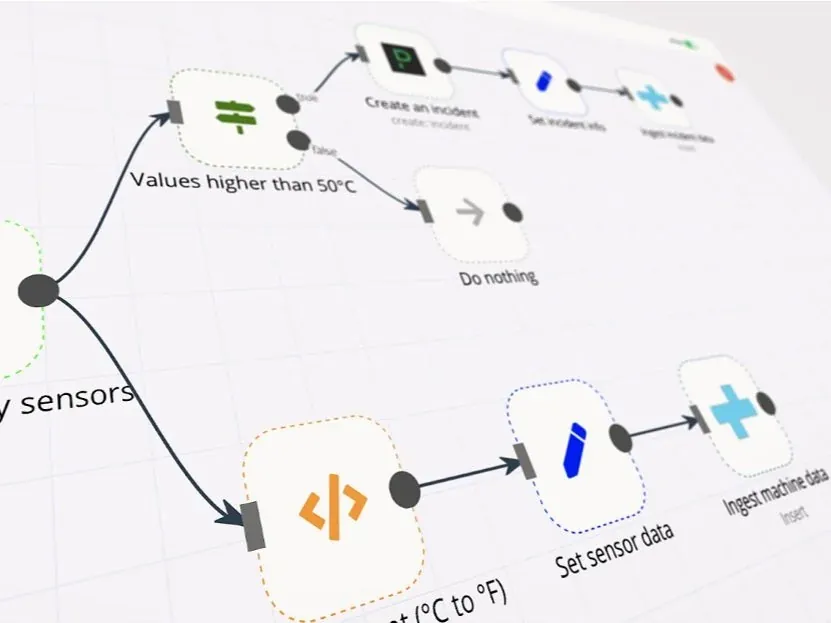 true
Create an incident
create: incident
Set incident info
Ingest incident data
false
Values higher than 50°C
Do nothing
y sensors
Ingest machine data
Insert
Set sensor data
t (°C to °F)